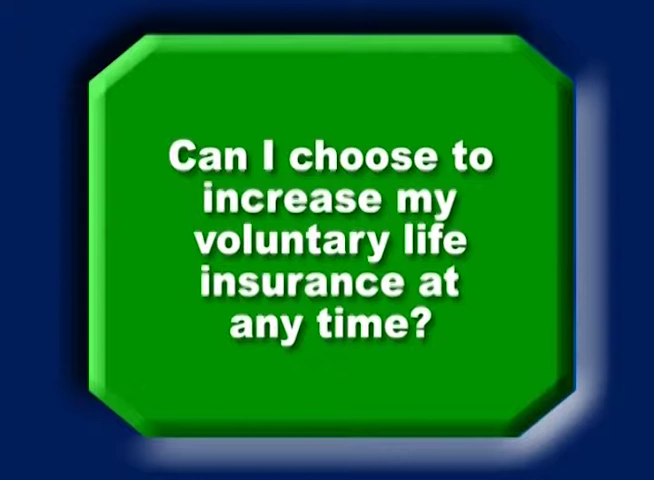 Can I choose to
increase my
voluntary life
insurance at
any time?